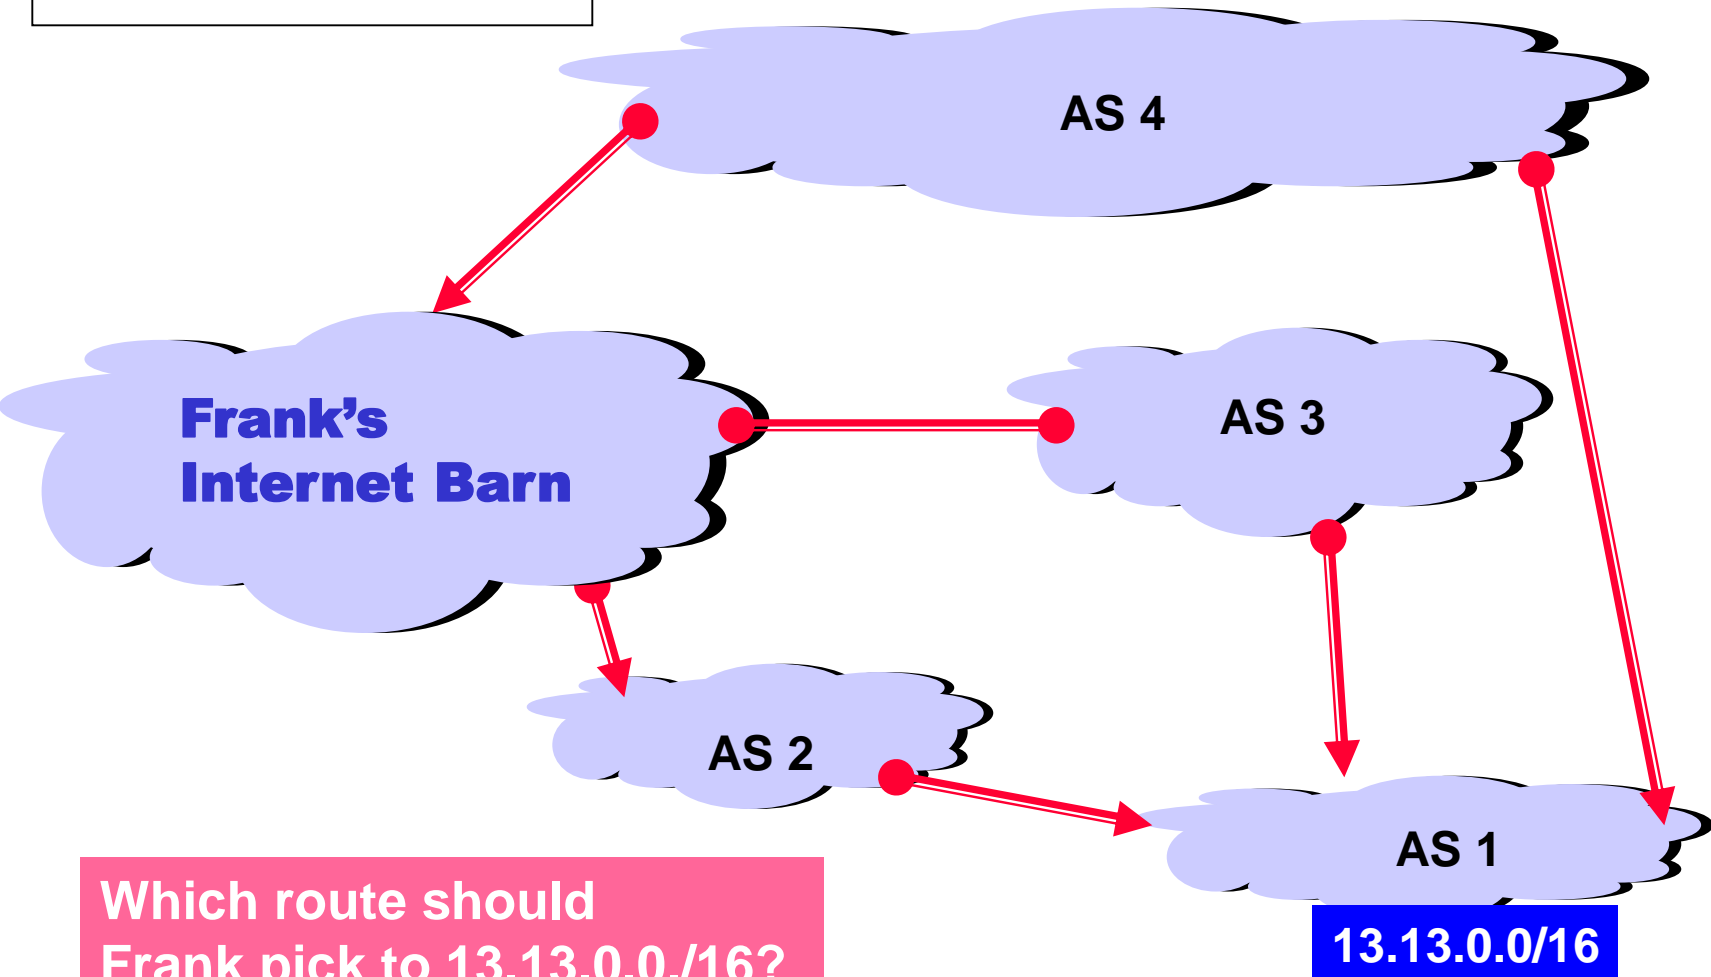 AS 4
Frank's
Internet Barn
AS 3
AS 2
AS 1
Which route should
Frank pick to 13.13.0.0./16?
13.13.0.0/16